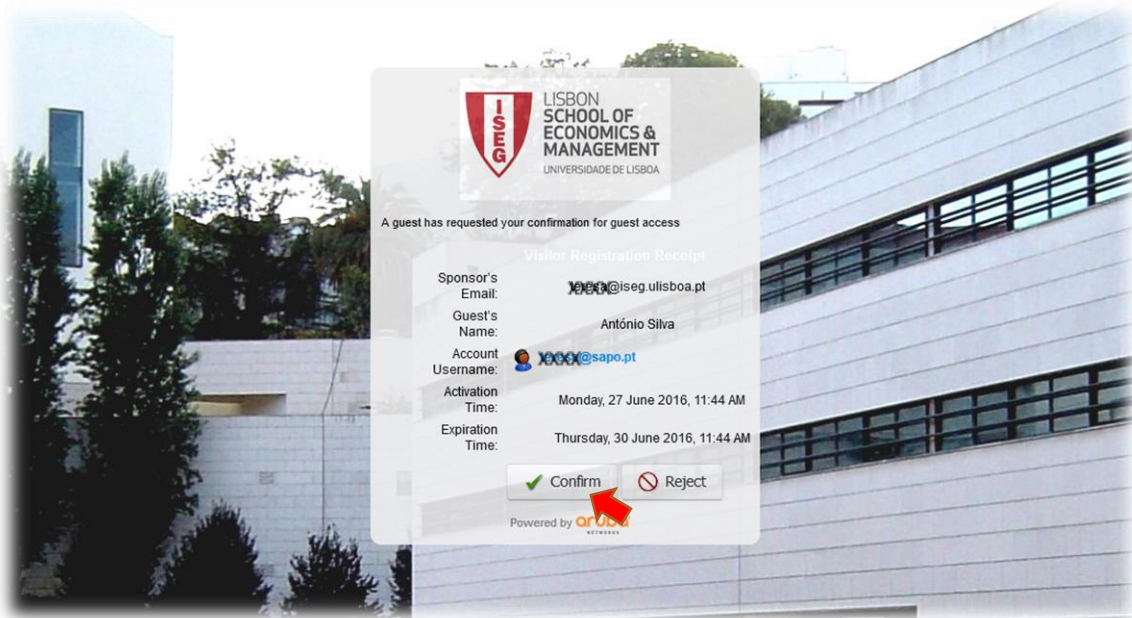 ISEG
LISBON
SCHOOL OF
ECONOMICS &
MANAGEMENT
UNIVERSIDADE DE LISBOA
A guest has requested your confirmation for guest access
Visitor Registration Receipt
Sponsor's
Email:
@iseg.ulisboa.pt
Guest's
Name:
António Silva
Account
Username:
@sapo.pt
Activation
Time:
Monday, 27 June 2016, 11:44 AM
Expiration
Time:
Thursday, 30 June 2016, 11:44 AM
Confirm
Reject
Powered by aruba
NETWORKS